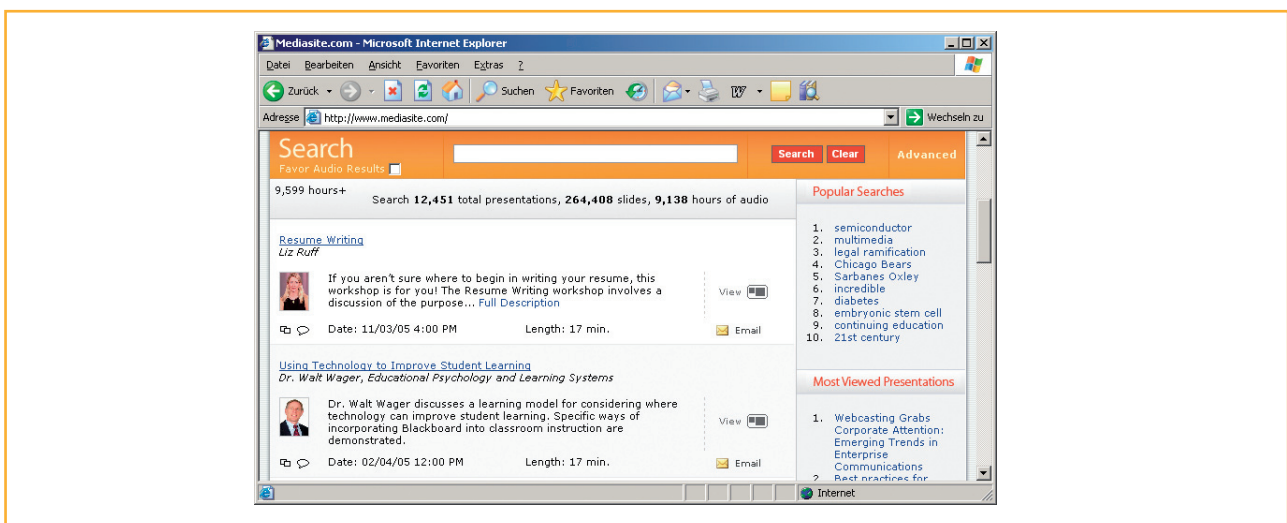 Mediasite.com - Microsoft Internet Explorer
Datei Bearbeiten Ansicht Favoriten Extras ?
Zurück Suchen Favoriten
Adresse http://www.mediasite.com/ Wechseln zu
Search
Favor Audio Results
Search Clear Advanced
9,599 hours+
Search 12,451 total presentations, 264,408 slides, 9,138 hours of audio
Resume Writing
Liz Ruff
If you aren't sure where to begin in writing your resume, this
workshop is for you! The Resume Writing workshop involves a
discussion of the purpose... Full Description
View
Date: 11/03/05 4:00 PM Length: 17 min. Email
Using Technology to Improve Student Learning
Dr. Walt Wager, Educational Psychology and Learning Systems
Dr. Walt Wager discusses a learning model for considering where
technology can improve student learning. Specific ways of
incorporating Blackboard into classroom instruction are
demonstrated.
View
Date: 02/04/05 12:00 PM Length: 17 min. Email
Popular Searches
1. semiconductor
2. multimedia
3. legal ramification
4. Chicago Bears
5. Sarbanes Oxley
6. incredible
7. diabetes
8. embryonic stem cell
9. continuing education
10. 21st century
Most Viewed Presentations
1. Webcasting Grabs
Corporate Attention:
Emerging Trends in
Enterprise
Communications
2 Best practices for
Internet